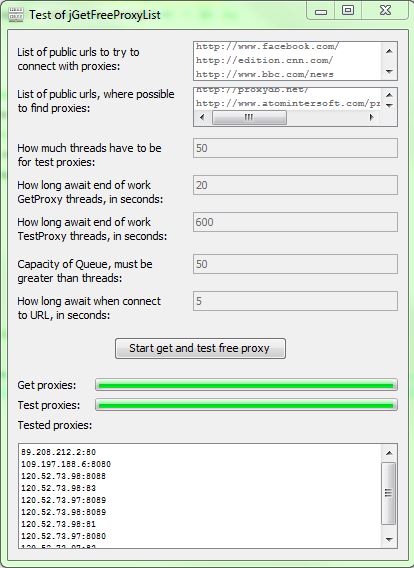 Test of jGetFreeProxyList
List of public urls to try to
connect with proxies:
http://www.facebook.com/
http://edition.cnn.com/
http://www.bbc.com/news
List of public urls, where possible
to find proxies:
http://proxydb.net/
http://www.atomintersoft.com/pr
How much threads have to be
for test proxies:
50
How long await end of work
GetProxy threads, in seconds:
20
How long await end of work
TestProxy threads, in seconds:
600
Capacity of Queue, must be
greater than threads:
50
How long await when connect
to URL, in seconds:
5
Start get and test free proxy
Get proxies:
Test proxies:
Tested proxies:
89.208.212.2:80
109.197.188.6:8080
120.52.73.98:8088
120.52.73.98:83
120.52.73.97:8089
120.52.73.98:8089
120.52.73.98:81
120.52.73.97:8080